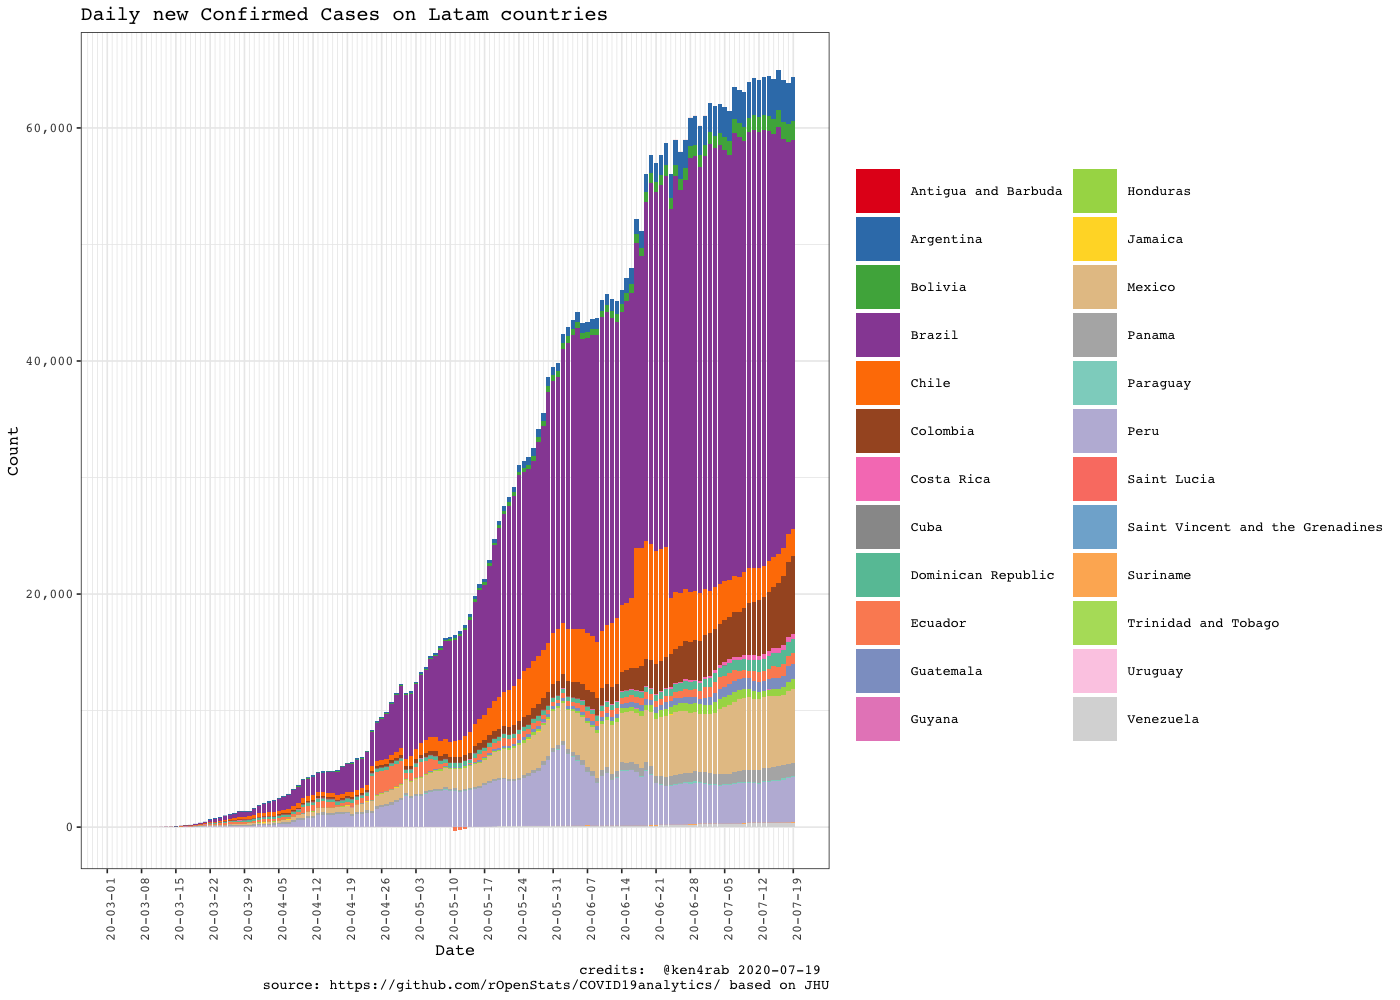 Daily new Confirmed Cases on Latam countries
Count
60,000
40,000
20,000
0
20-03-01
20-03-08
20-03-15
20-03-22
20-03-29
20-04-05
20-04-12
20-04-19
20-04-26
20-05-03
20-05-10
20-05-17
20-05-24
20-05-31
20-06-07
20-06-14
20-06-21
20-06-28
20-07-05
20-07-12
20-07-19
Date
Antigua and Barbuda
Argentina
Bolivia
Brazil
Chile
Colombia
Costa Rica
Cuba
Dominican Republic
Ecuador
Guatemala
Guyana
Honduras
Jamaica
Mexico
Panama
Paraguay
Peru
Saint Lucia
Saint Vincent and the Grenadines
Suriname
Trinidad and Tobago
Uruguay
Venezuela
credits:  @ken4rab 2020-07-19
source: https://github.com/rOpenStats/COVID19analytics/ based on JHU